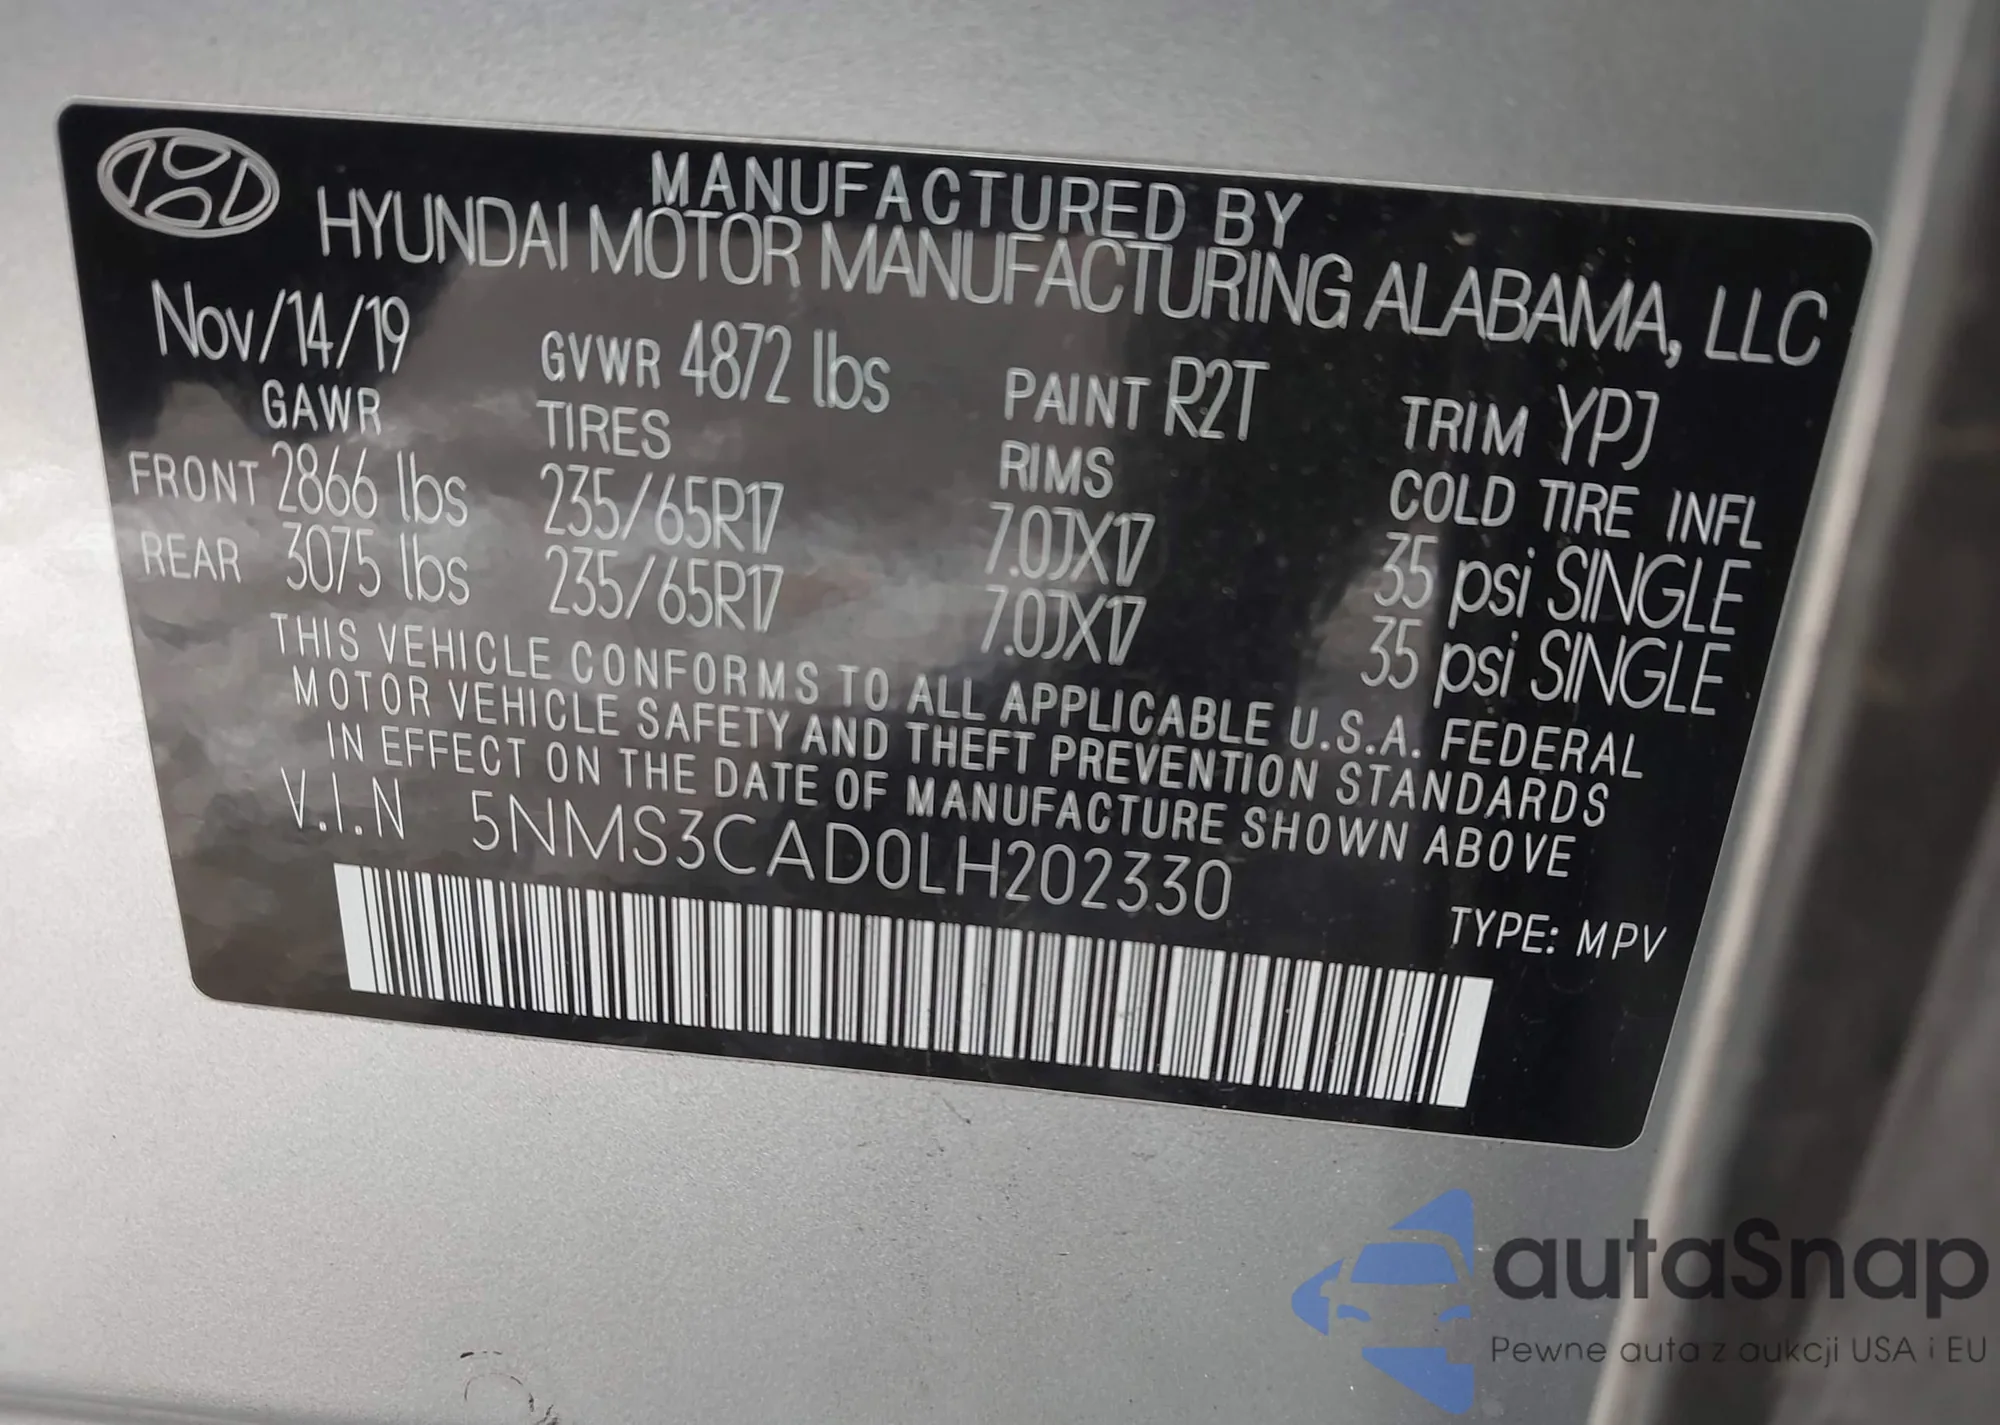 MANUFACTURED BY
HYUNDAI MOTOR MANUFACTURING ALABAMA, LLC
Nov/14/19 GVWR 4872 lbs PAINT R2T TRIM YPJ
GAWR TIRES RIMS COLD TIRE INFL
FRONT 2866 lbs 235/65R17 7.0JX17 35 psi SINGLE
REAR 3075 lbs 235/65R17 7.0JX17 35 psi SINGLE
THIS VEHICLE CONFORMS TO ALL APPLICABLE U.S.A. FEDERAL
MOTOR VEHICLE SAFETY AND THEFT PREVENTION STANDARDS
IN EFFECT ON THE DATE OF MANUFACTURE SHOWN ABOVE
V.I.N 5NMS3CAD0LH202330
TYPE: MPV
autaSnap
Pewne auta z aukcji USA i EU